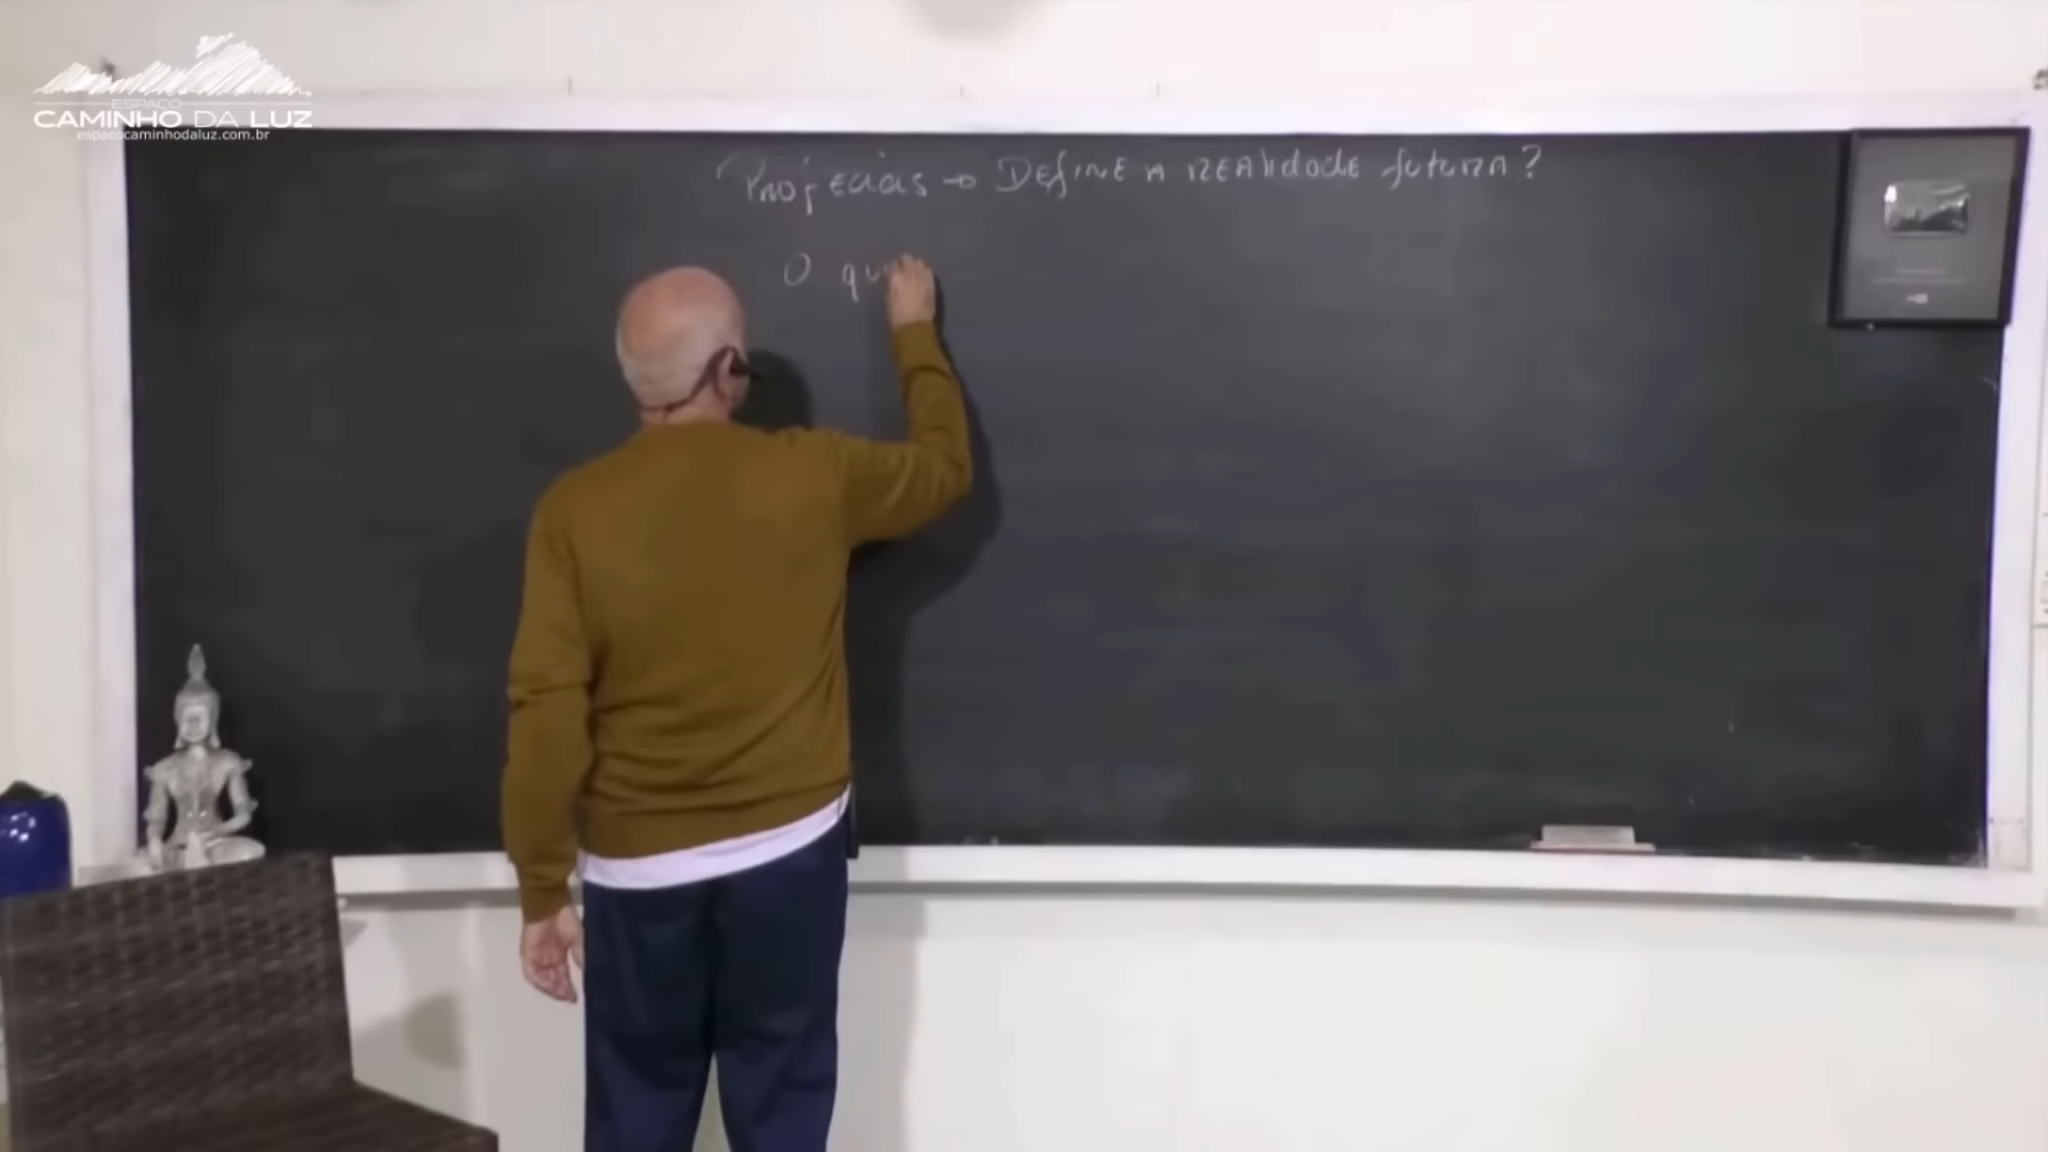 ESPAÇO
CAMINHO DA LUZ
espacocaminhodaluz.com.br
Profecias → Define a realidade futura?
O qu